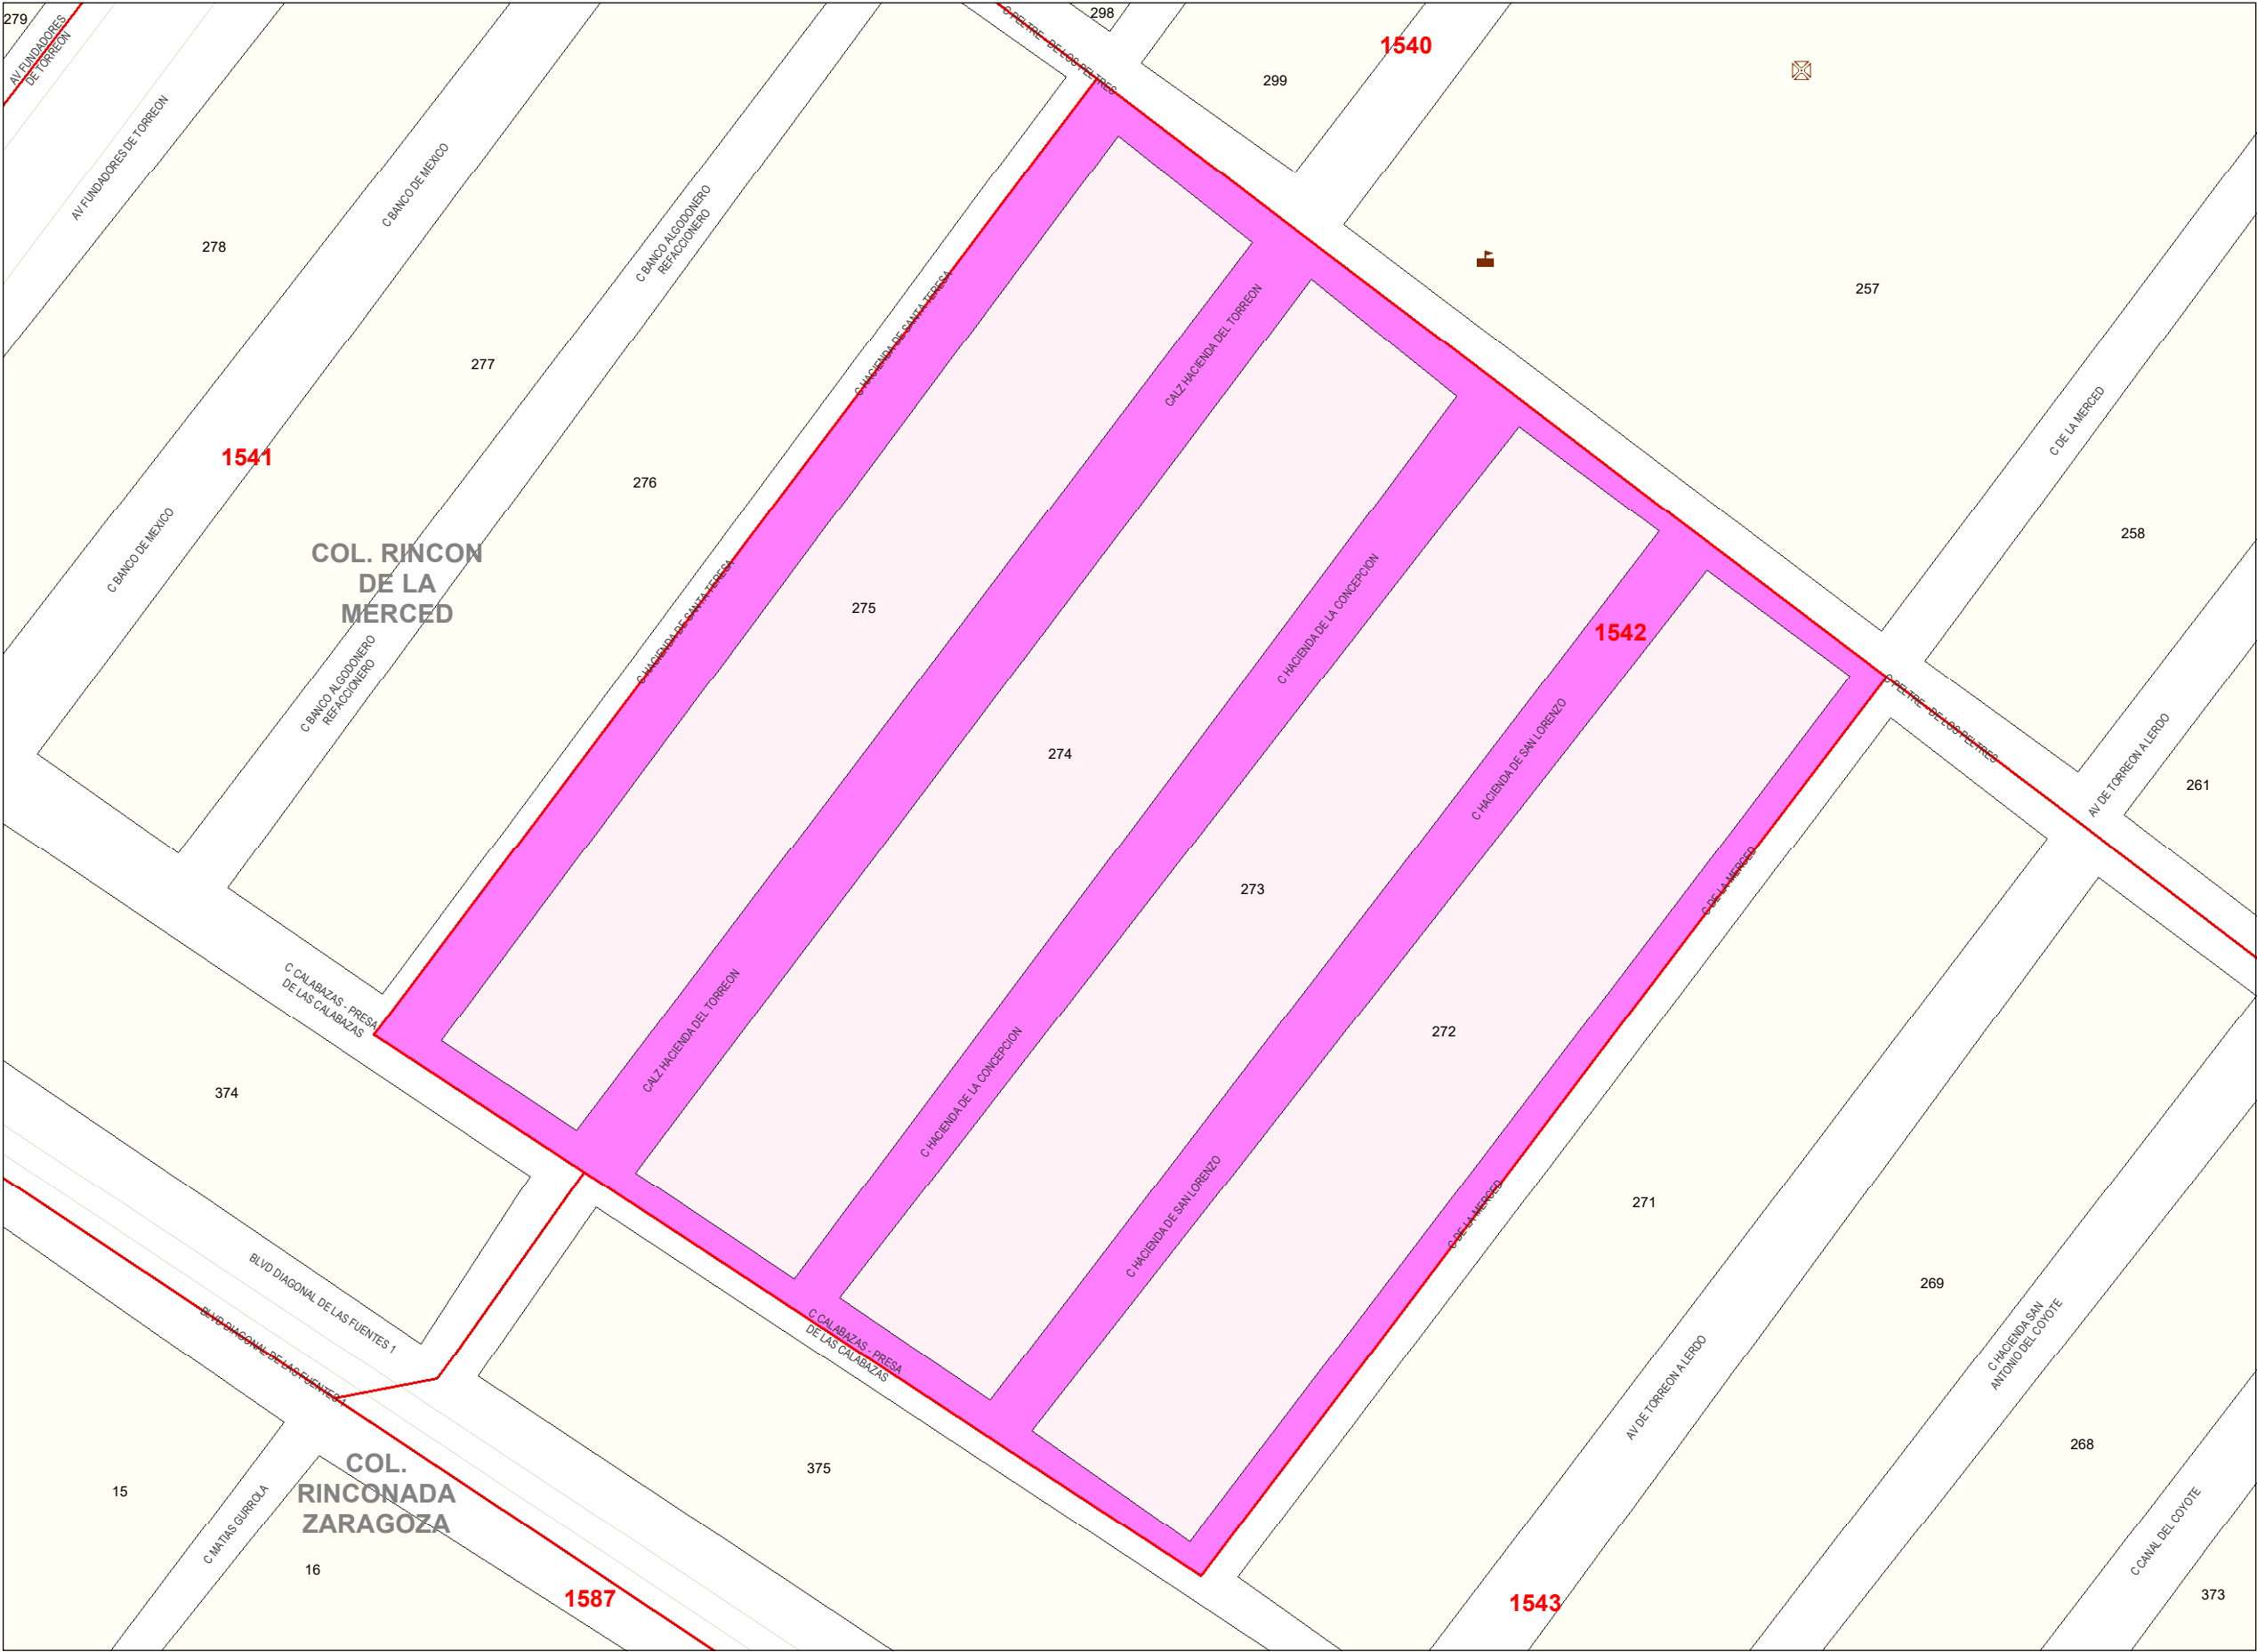 279
AV FUNDADORES
DE TORREON
C PELTRE - DE LOS PELTRES
298
299
1540
AV FUNDADORES DE TORREON
C BANCO DE MEXICO
C BANCO ALGODONERO
REFACCIONERO
278
277
276
257
C HACIENDA DE SANTA TERESA
CALZ HACIENDA DEL TORREON
C DE LA MERCED
1541
C BANCO DE MEXICO
COL. RINCON
DE LA
MERCED
258
275
C HACIENDA DE SANTA TERESA
C HACIENDA DE LA CONCEPCION
1542
C BANCO ALGODONERO
REFACCIONERO
C HACIENDA DE SAN LORENZO
C PELTRE - DE LOS PELTRES
AV DE TORREON A LERDO
261
274
273
C DE LA MERCED
C CALABAZAS - PRESA
DE LAS CALABAZAS
CALZ HACIENDA DEL TORREON
272
C HACIENDA DE LA CONCEPCION
374
C HACIENDA DE SAN LORENZO
C DE LA MERCED
271
269
BLVD DIAGONAL DE LAS FUENTES 1
BLVD DIAGONAL DE LAS FUENTES 1
C CALABAZAS - PRESA
DE LAS CALABAZAS
C HACIENDA SAN
ANTONIO DEL COYOTE
AV DE TORREON A LERDO
268
375
15
COL.
RINCONADA
ZARAGOZA
C MATIAS GURROLA
16
1587
1543
C CANAL DEL COYOTE
373